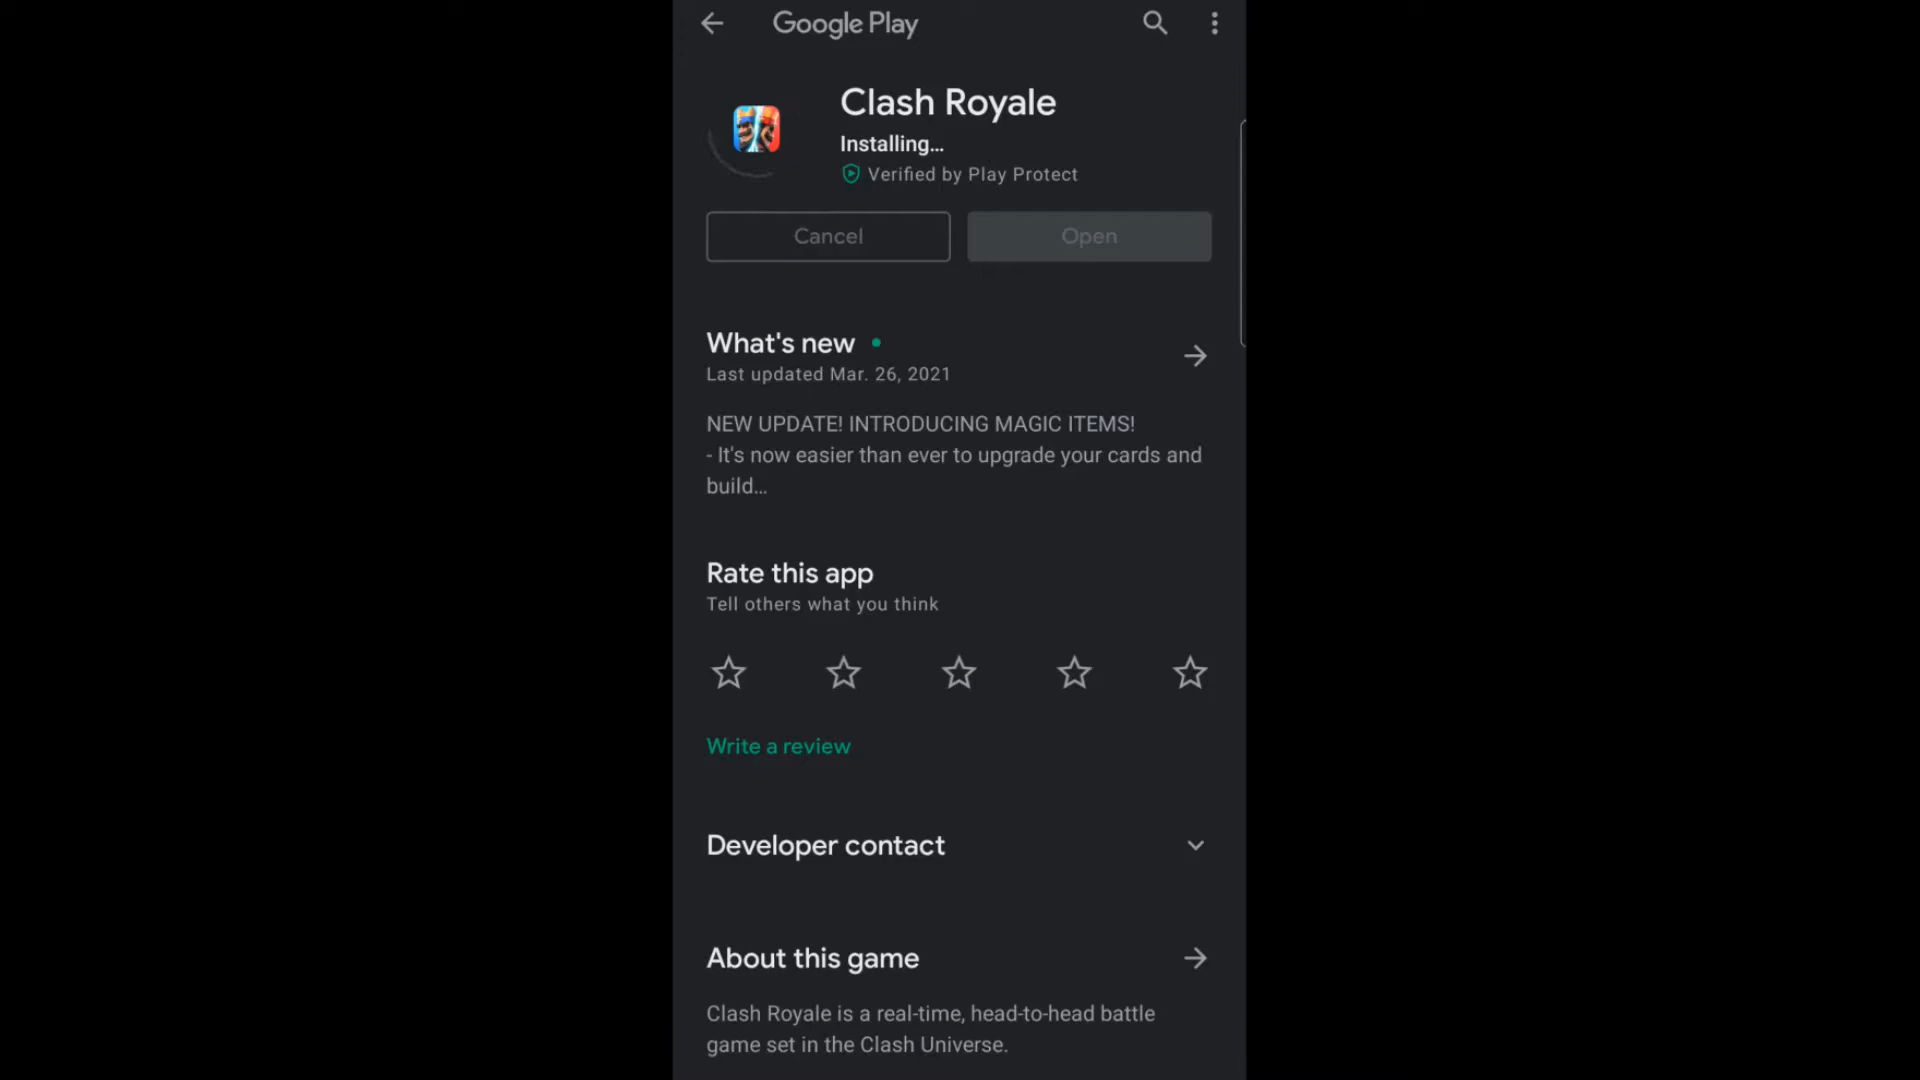 Google Play
Clash Royale
Installing...
Verified by Play Protect
Cancel
Open
What's new
Last updated Mar. 26, 2021
NEW UPDATE! INTRODUCING MAGIC ITEMS!
- It's now easier than ever to upgrade your cards and
build...
Rate this app
Tell others what you think
Write a review
Developer contact
About this game
Clash Royale is a real-time, head-to-head battle
game set in the Clash Universe.